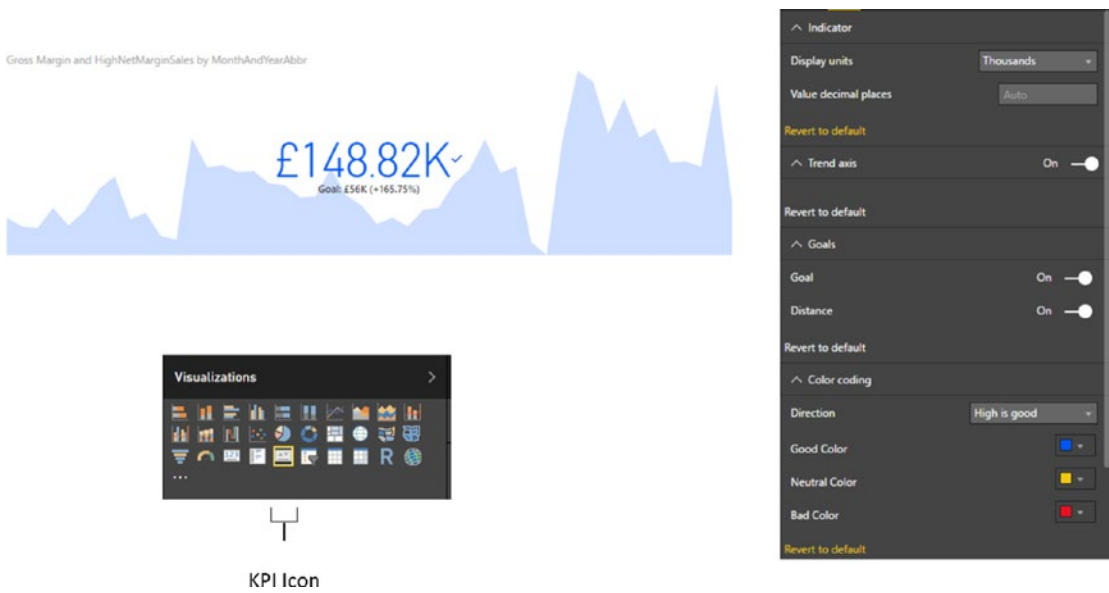 Gross Margin and HighNetMarginSales by MonthAndYearAbbr
£148.82K
Goal: £56K (+165.75%)
Visualizations
123
R
...
KPI Icon
Indicator
Display units Thousands
Value decimal places Auto
Revert to default
Trend axis On
Revert to default
Goals
Goal On
Distance On
Revert to default
Color coding
Direction High is good
Good Color
Neutral Color
Bad Color
Revert to default